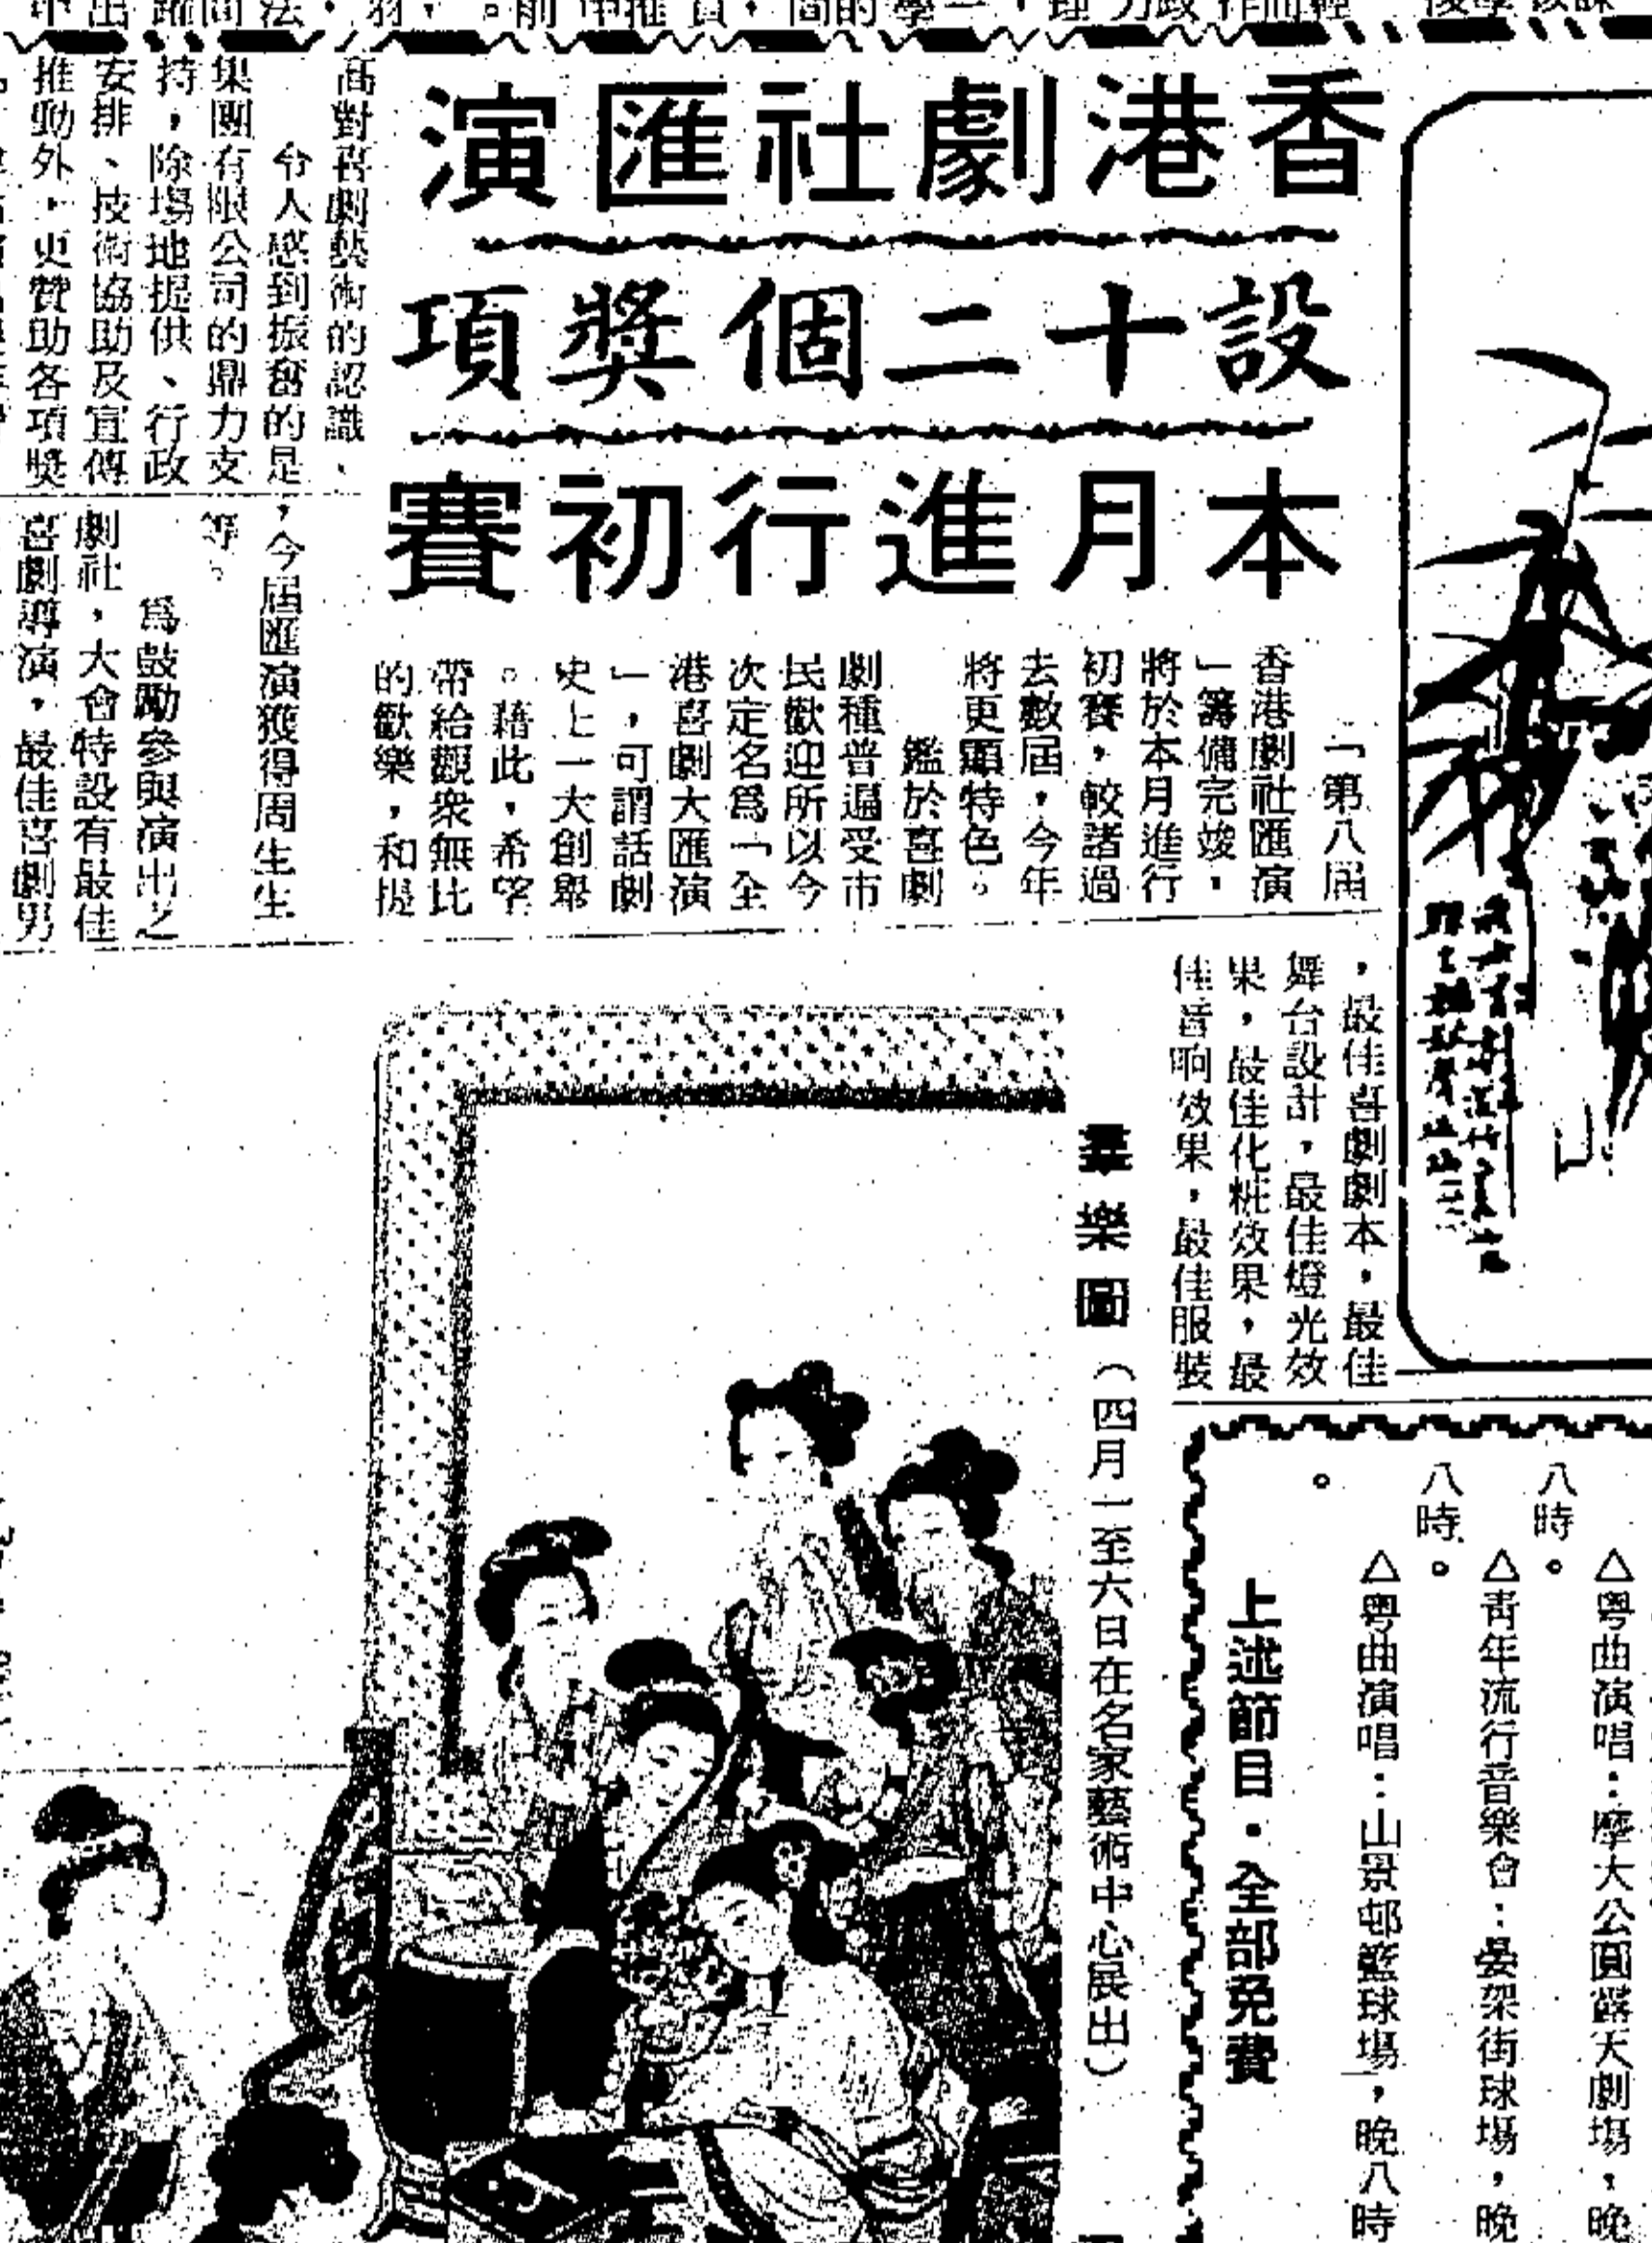 香港劇社匯演
設十二個獎項
本月進行初賽
「第八屆
香港劇社匯演
」籌備完竣，
將於本月進行
初賽，較諸過
去數屆，今年
將更顯特色。
鑑於喜劇
劇種普遍受市
民歡迎所以今
次定名爲「全
港喜劇大匯演
」，可謂話劇
史上一大創舉
。藉此，希望
帶給觀衆無比
的歡樂，和提
高對喜劇藝術的認識、
令人感到振奮的是
，今屆匯演獲得周生生
集團有限公司的鼎力支
持，除場地提供、行政
安排、技術協助及宣傳
推動外，更贊助各項獎
等。
爲鼓勵參與演出之
劇社，大會特設有最佳
喜劇導演，最佳喜劇男
，最佳喜劇劇本，最佳
舞台設計，最佳燈光效
果，最佳化粧效果，最
佳音响效果，最佳服裝
羣樂圖（四月一至六日在名家藝術中心展出）
△粵曲演唱：摩大公圓露天劇塲，晚
八時。
△靑年流行音樂會：晏架街球塲，晚
八時。
△粵曲演唱：山景邨籃球塲，晚八時
。
上述節目·全部免費